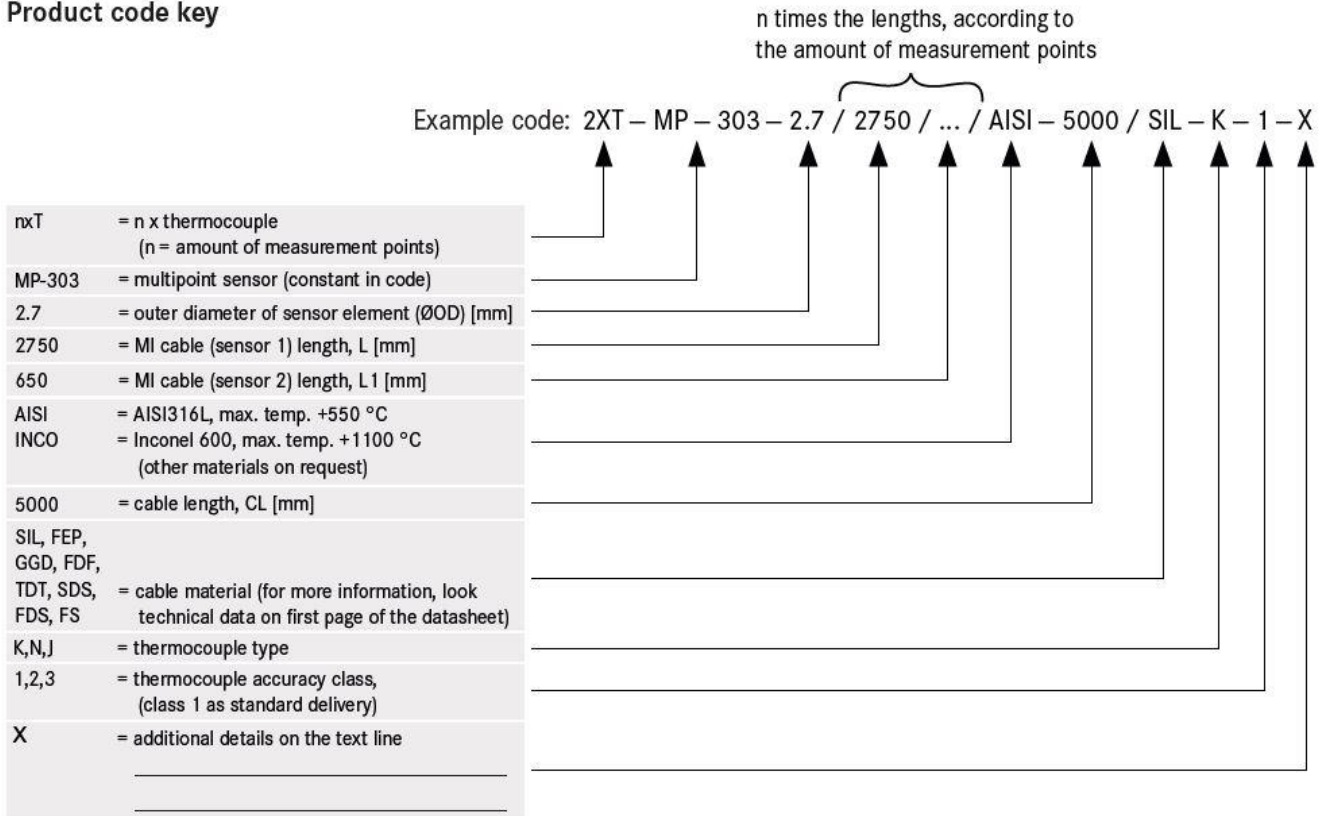 Product code key
n times the lengths, according to
the amount of measurement points
Example code: 2XT – MP – 303 – 2.7 / 2750 / ... / AISI – 5000 / SIL – K – 1 – X
nxT = n x thermocouple
(n = amount of measurement points)
MP-303 = multipoint sensor (constant in code)
2.7 = outer diameter of sensor element (ØOD) [mm]
2750 = MI cable (sensor 1) length, L [mm]
650 = MI cable (sensor 2) length, L1 [mm]
AISI = AISI316L, max. temp. +550 °C
INCO = Inconel 600, max. temp. +1100 °C
(other materials on request)
5000 = cable length, CL [mm]
SIL, FEP,
GGD, FDF,
TDT, SDS, = cable material (for more information, look
FDS, FS technical data on first page of the datasheet)
K,N,J = thermocouple type
1,2,3 = thermocouple accuracy class,
(class 1 as standard delivery)
X = additional details on the text line